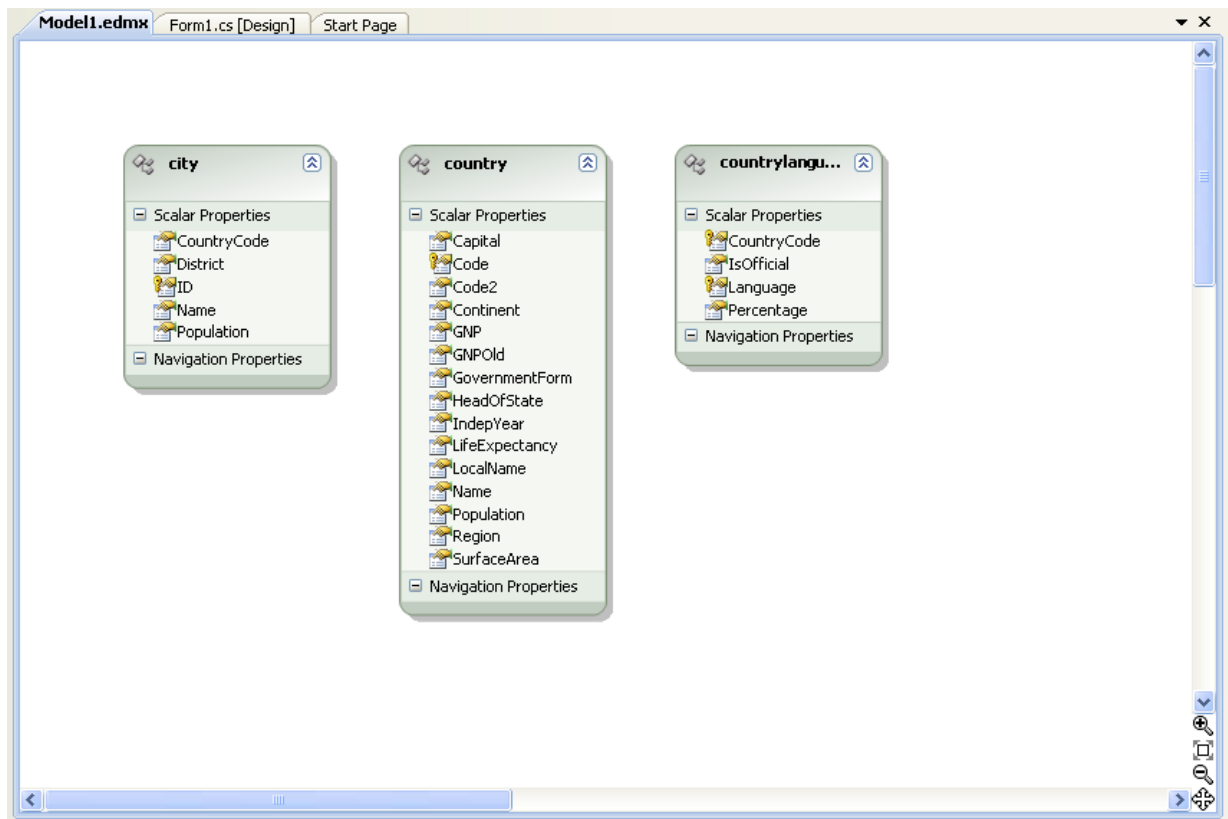 Model1.edmx
Form1.cs [Design]
Start Page
city
Scalar Properties
CountryCode
District
ID
Name
Population
Navigation Properties
country
Scalar Properties
Capital
Code
Code2
Continent
GNP
GNPOld
GovernmentForm
HeadOfState
IndepYear
LifeExpectancy
LocalName
Name
Population
Region
SurfaceArea
Navigation Properties
countrylangu...
Scalar Properties
CountryCode
IsOfficial
Language
Percentage
Navigation Properties